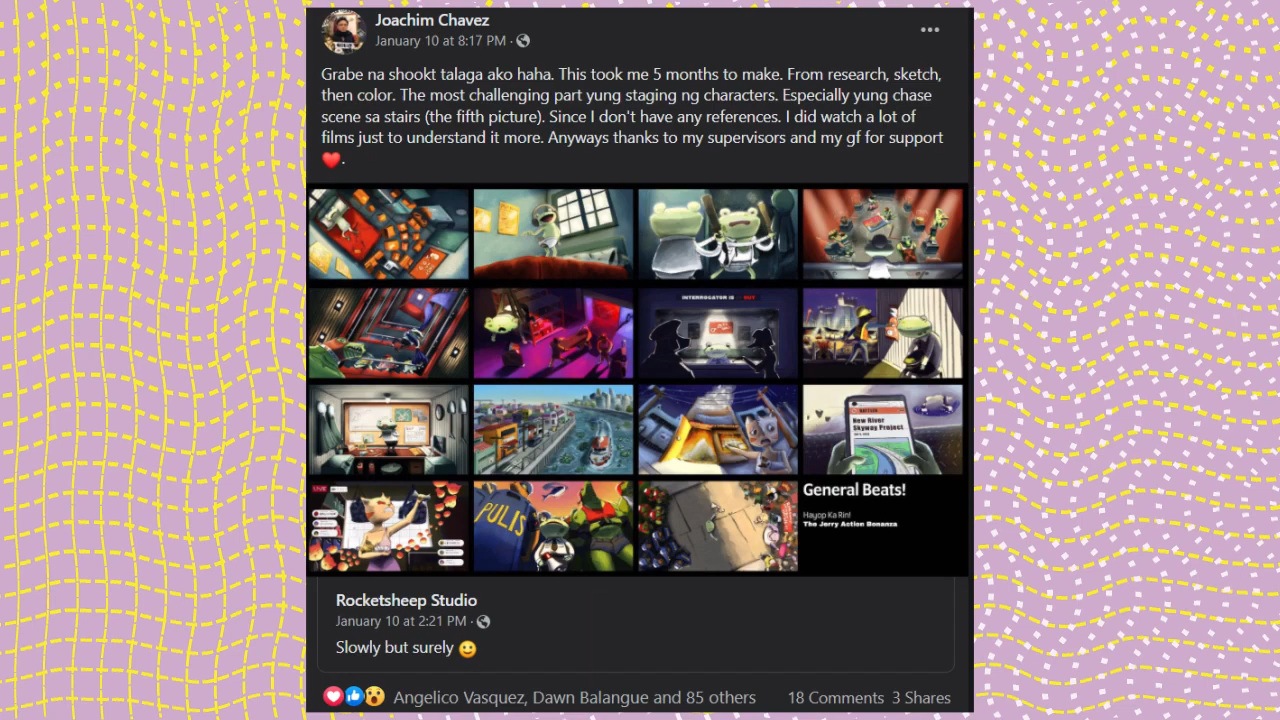 Joachim Chavez
January 10 at 8:17 PM ·
Grabe na shookt talaga ako haha. This took me 5 months to make. From research, sketch,
then color. The most challenging part yung staging ng characters. Especially yung chase
scene sa stairs (the fifth picture). Since I don't have any references. I did watch a lot of
films just to understand it more. Anyways thanks to my supervisors and my gf for support
❤️.
INTERROGATOR IS OUT
New River
Skyway Project
LIVE
PULIS
General Beats!
Hayop Ka Rin!
The Jerry Action Bonanza
Rocketsheep Studio
January 10 at 2:21 PM ·
Slowly but surely 😉
Angelico Vasquez, Dawn Balangue and 85 others 18 Comments 3 Shares